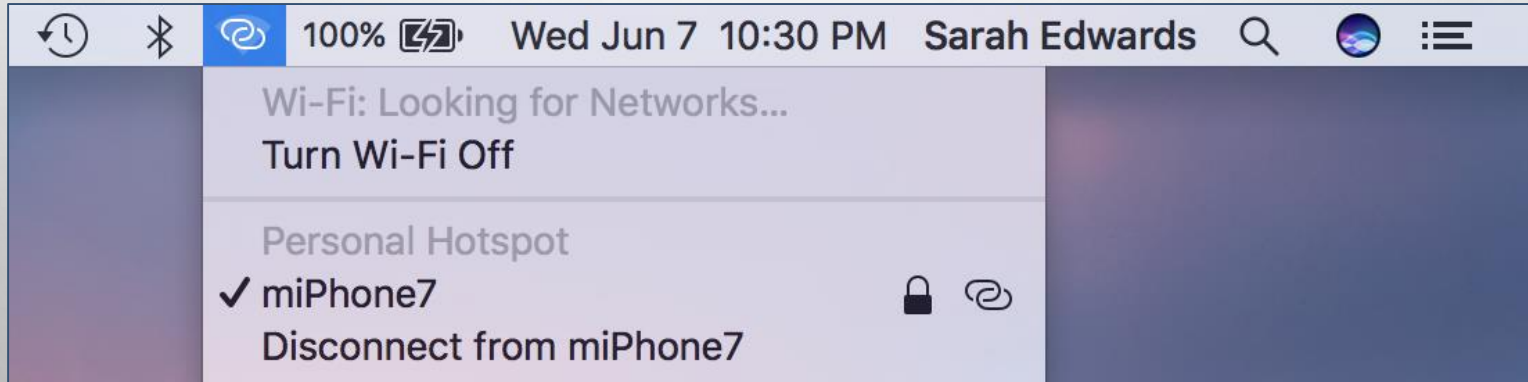 100% Wed Jun 7 10:30 PM Sarah Edwards
Wi-Fi: Looking for Networks...
Turn Wi-Fi Off
Personal Hotspot
miPhone7
Disconnect from miPhone7